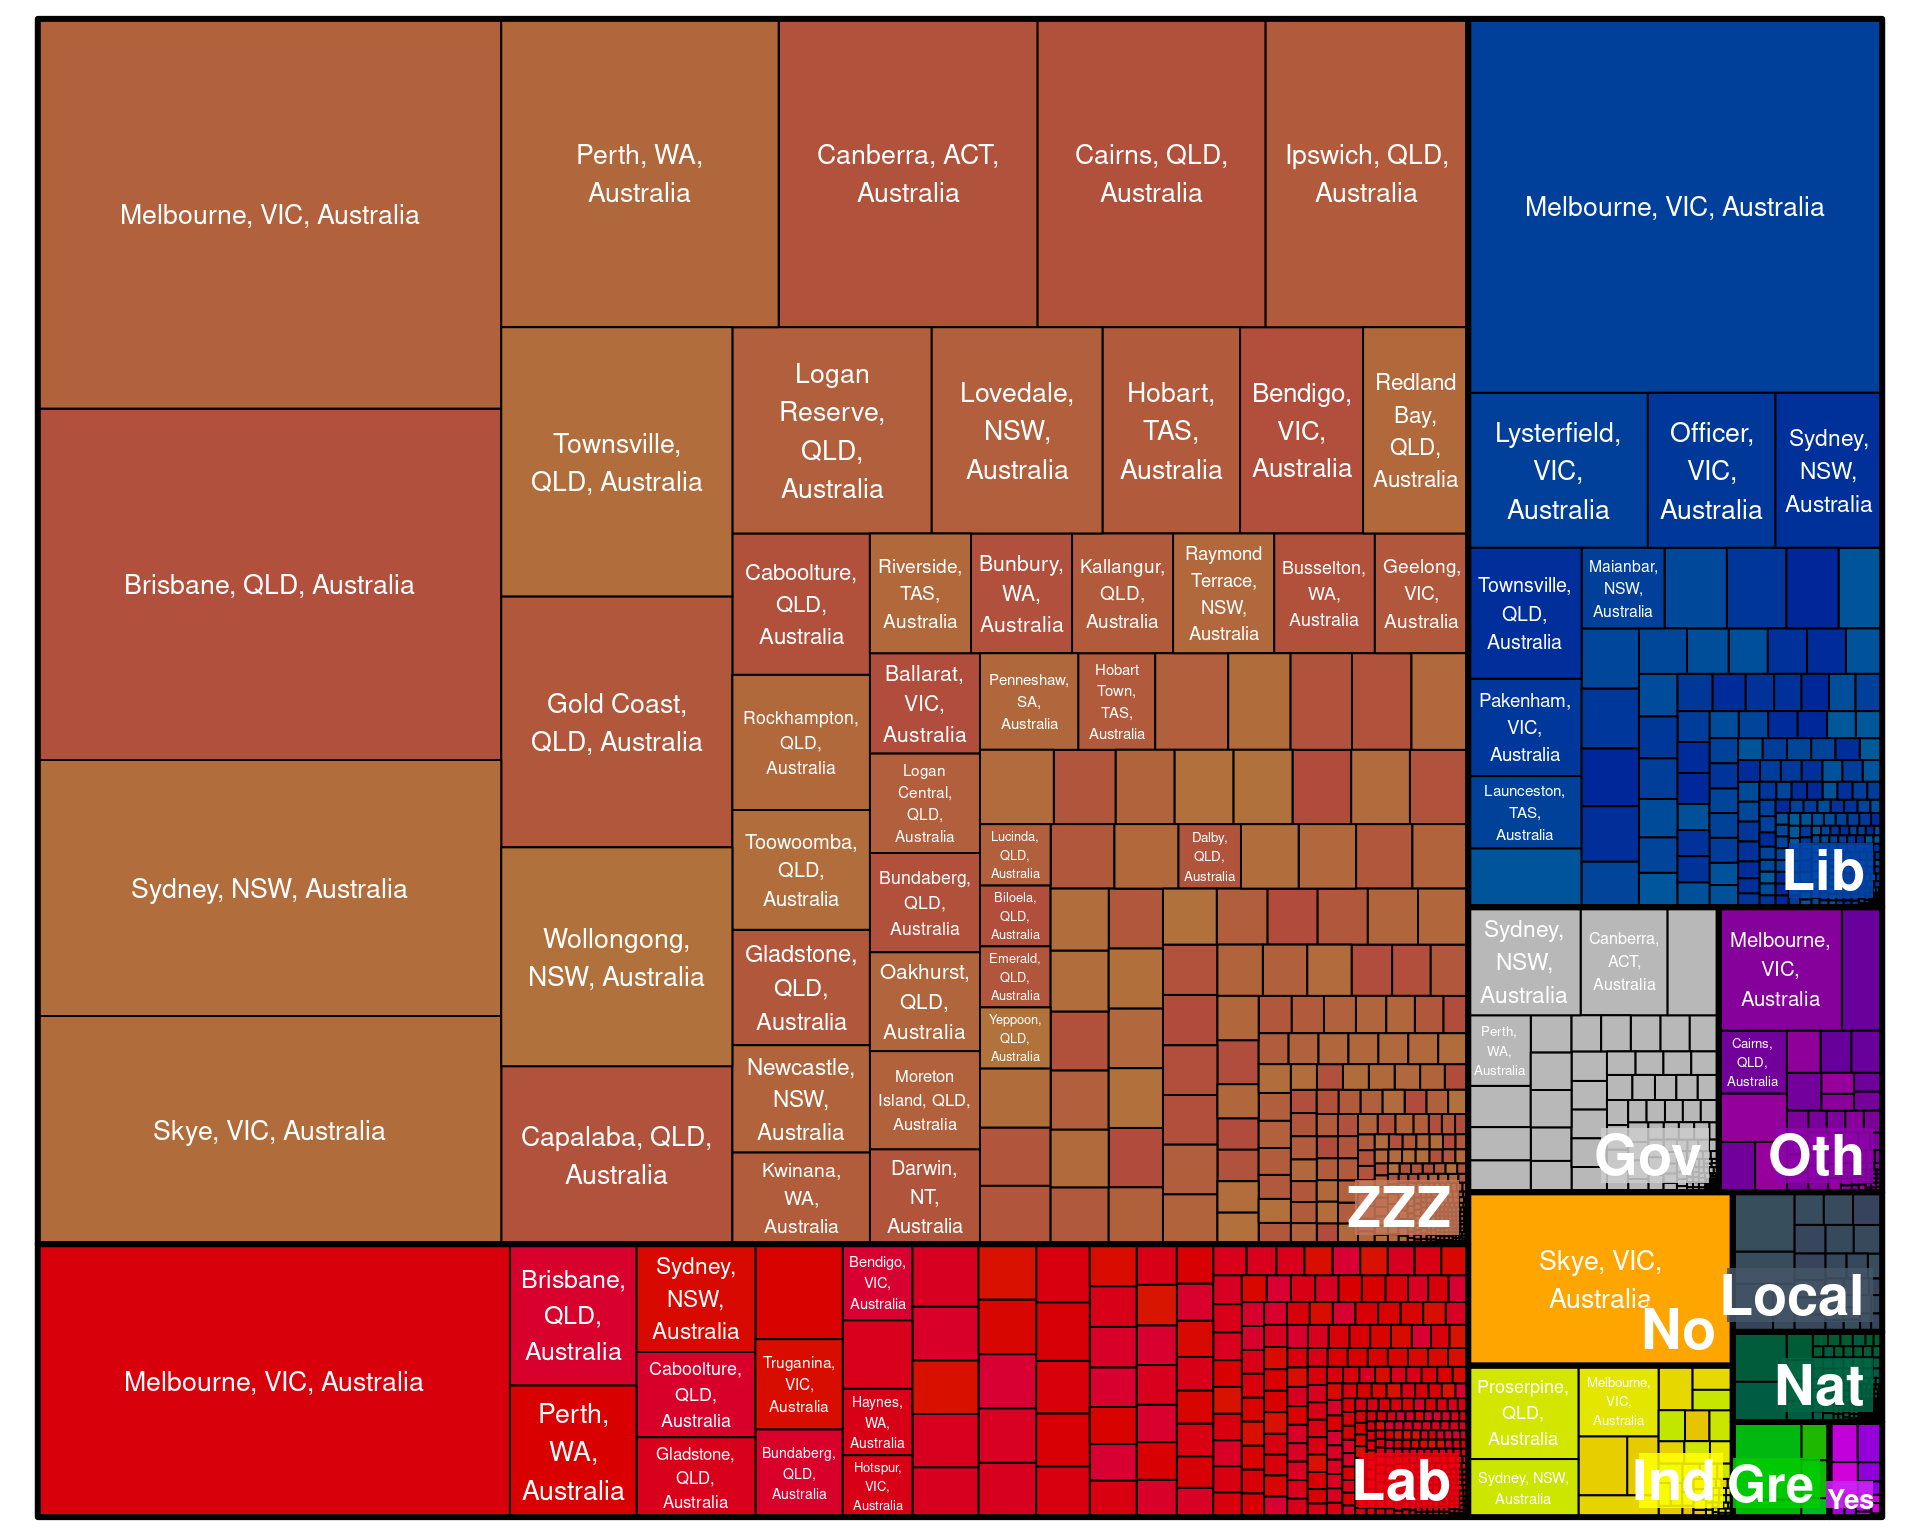 Melbourne, VIC, Australia
Brisbane, QLD, Australia
Sydney, NSW, Australia
Skye, VIC, Australia
Perth, WA,
Australia
Canberra, ACT,
Australia
Cairns, QLD,
Australia
Ipswich, QLD,
Australia
Townsville,
QLD, Australia
Gold Coast,
QLD, Australia
Wollongong,
NSW, Australia
Capalaba, QLD,
Australia
Logan
Reserve,
QLD,
Australia
Lovedale,
NSW,
Australia
Hobart,
TAS,
Australia
Bendigo,
VIC,
Australia
Redland
Bay,
QLD,
Australia
Caboolture,
QLD,
Australia
Rockhampton,
QLD,
Australia
Toowoomba,
QLD,
Australia
Gladstone,
QLD,
Australia
Newcastle,
NSW,
Australia
Kwinana,
WA,
Australia
Riverside,
TAS,
Australia
Bunbury,
WA,
Australia
Kallangur,
QLD,
Australia
Raymond
Terrace,
NSW,
Australia
Busselton,
WA,
Australia
Geelong,
VIC,
Australia
Ballarat,
VIC,
Australia
Logan
Central,
QLD,
Australia
Bundaberg,
QLD,
Australia
Oakhurst,
QLD,
Australia
Moreton
Island, QLD,
Australia
Darwin,
NT,
Australia
Penneshaw,
SA,
Australia
Hobart
Town,
TAS,
Australia
Lucinda,
QLD,
Australia
Dalby,
QLD,
Australia
Biloela,
QLD,
Australia
Emerald,
QLD,
Australia
Yeppoon,
QLD,
Australia
ZZZ
Melbourne, VIC, Australia
Brisbane,
QLD,
Australia
Perth,
WA,
Australia
Sydney,
NSW,
Australia
Caboolture,
QLD,
Australia
Gladstone,
QLD,
Australia
Truganina,
VIC,
Australia
Bundaberg,
QLD,
Australia
Bendigo,
VIC,
Australia
Haynes,
WA,
Australia
Hotspur,
VIC,
Australia
Lab
Melbourne, VIC, Australia
Lysterfield,
VIC,
Australia
Officer,
VIC,
Australia
Sydney,
NSW,
Australia
Townsville,
QLD,
Australia
Maianbar,
NSW,
Australia
Pakenham,
VIC,
Australia
Launceston,
TAS,
Australia
Lib
Sydney,
NSW,
Australia
Canberra,
ACT,
Australia
Perth,
WA,
Australia
Gov
Melbourne,
VIC,
Australia
Cairns,
QLD,
Australia
Oth
Skye, VIC,
Australia
No
Local
Nat
Proserpine,
QLD,
Australia
Melbourne,
VIC,
Australia
Sydney, NSW,
Australia
Ind
Gre
Yes